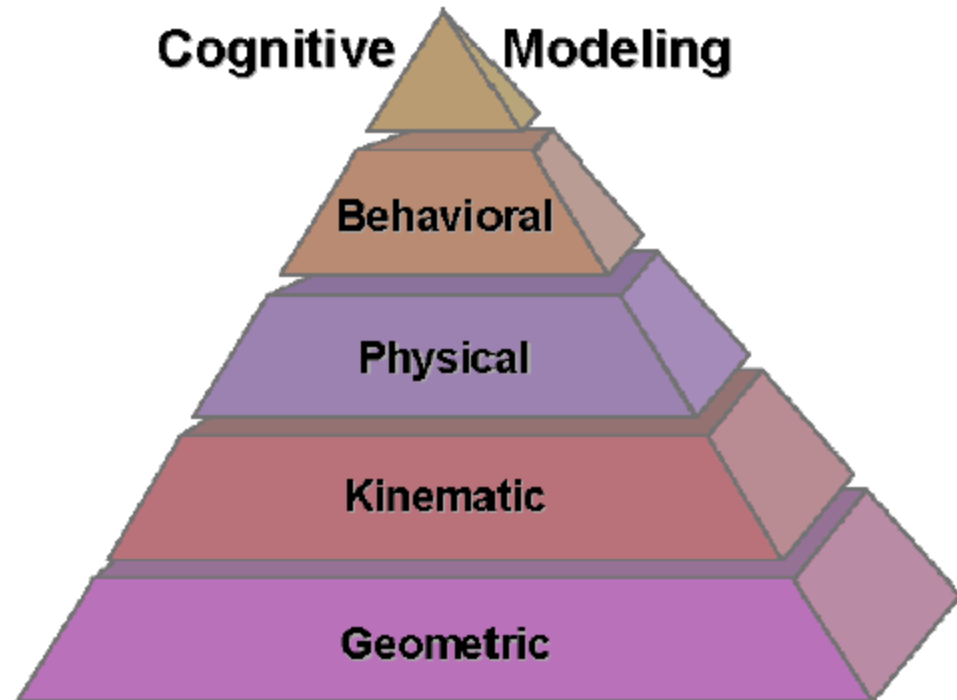 Cognitive Modeling
Behavioral
Physical
Kinematic
Geometric